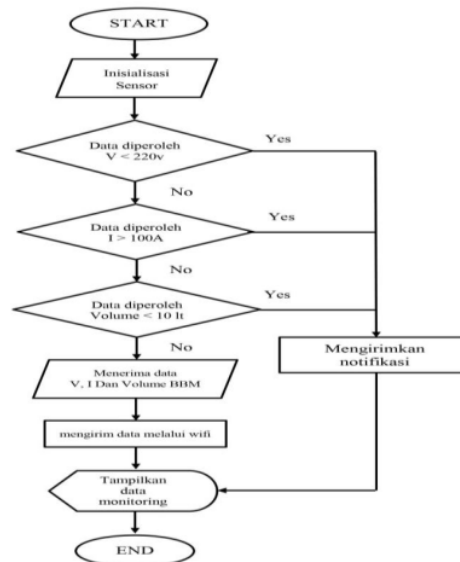 START
Inisialisasi
Sensor
Data diperoleh
V < 220v
Yes
No
Data diperoleh
I > 100A
Yes
No
Data diperoleh
Volume < 10 lt
Yes
No
Menerima data
V, I Dan Volume BBM
Mengirimkan
notifikasi
mengirim data melalui wifi
Tampilkan
data
monitoring
END